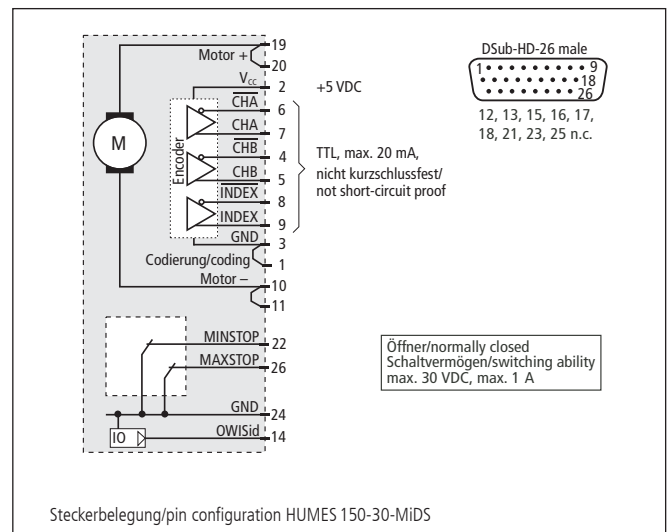 Motor + 19
20
VCC 2 +5 VDC
CHA 6
CHA 7
CHB 4
CHB 5
INDEX 8
INDEX 9
GND 3
Codierung/coding 1
Motor – 10
11
M
Encoder
TTL, max. 20 mA,
nicht kurzschlussfest/
not short-circuit proof
DSub-HD-26 male
1 9
18
26
12, 13, 15, 16, 17,
18, 21, 23, 25 n.c.
MINSTOP 22
MAXSTOP 26
GND 24
IO OWISid 14
Öffner/normally closed
Schaltvermögen/switching ability
max. 30 VDC, max. 1 A
Steckerbelegung/pin configuration HUMES 150-30-MiDS